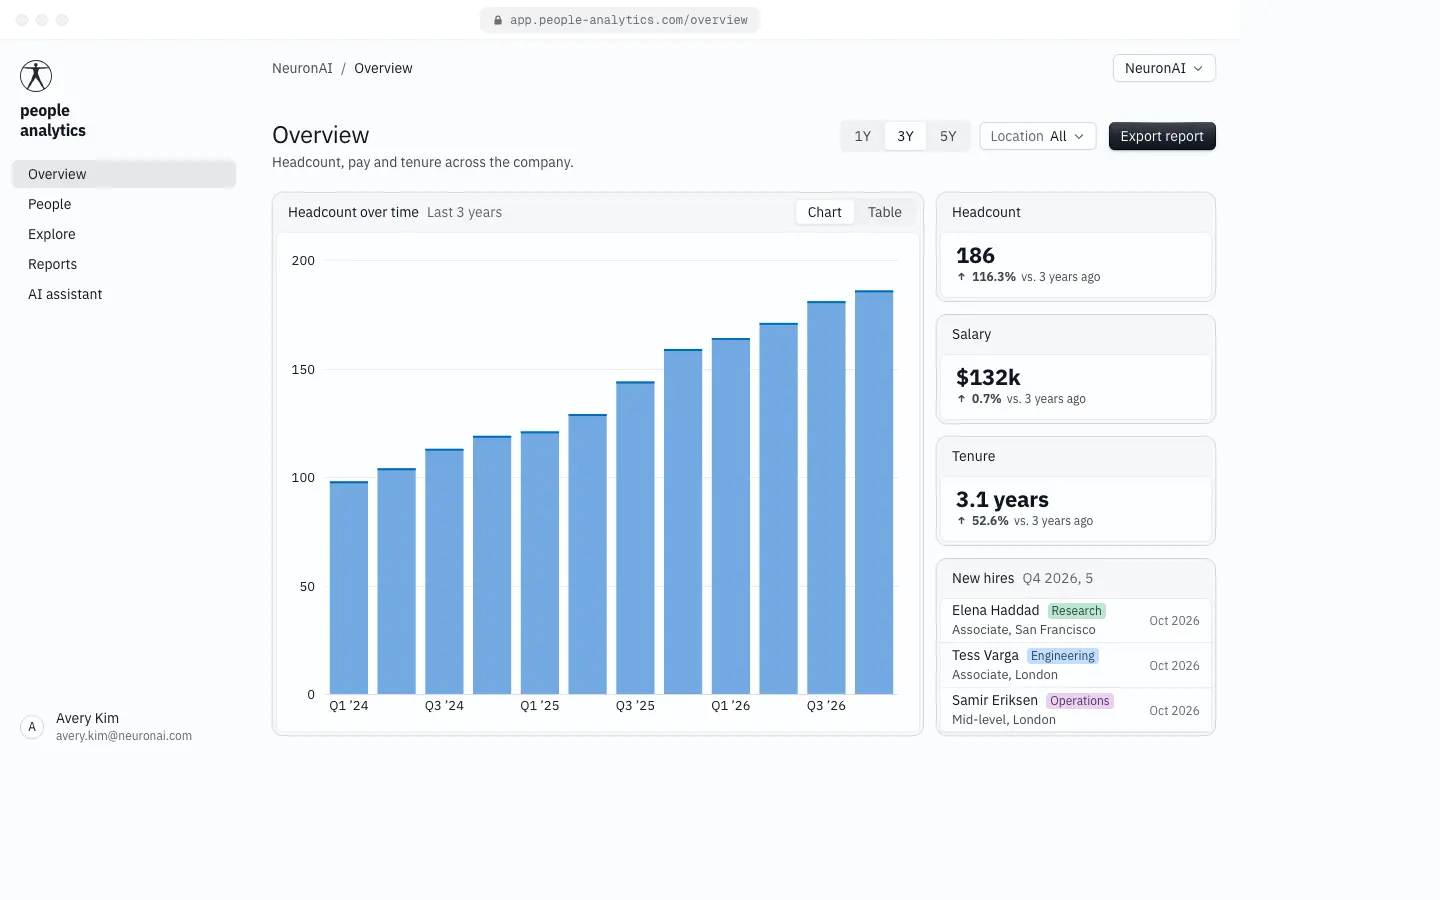 app.people-analytics.com/overview
people
analytics
Overview
People
Explore
Reports
AI assistant
A
Avery Kim
avery.kim@neuronai.com
NeuronAI / Overview
NeuronAI
Overview
Headcount, pay and tenure across the company.
1Y 3Y 5Y
Location All
Export report
Headcount over time Last 3 years
Chart Table
200
150
100
50
0
Q1 ’24 Q3 ’24 Q1 ’25 Q3 ’25 Q1 ’26 Q3 ’26
Headcount
186
↑ 116.3% vs. 3 years ago
Salary
$132k
↑ 0.7% vs. 3 years ago
Tenure
3.1 years
↑ 52.6% vs. 3 years ago
New hires Q4 2026, 5
Elena Haddad Research
Associate, San Francisco
Oct 2026
Tess Varga Engineering
Associate, London
Oct 2026
Samir Eriksen Operations
Mid-level, London
Oct 2026